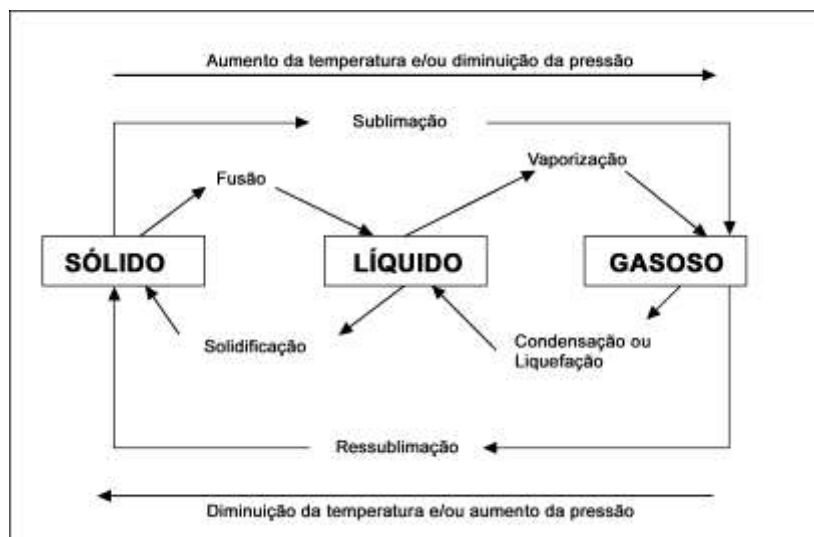 Aumento da temperatura e/ou diminuição da pressão
Sublimação
Vaporização
Fusão
SÓLIDO
LÍQUIDO
GASOSO
Solidificação
Condensação ou
Liquefação
Ressublimação
Diminuição da temperatura e/ou aumento da pressão